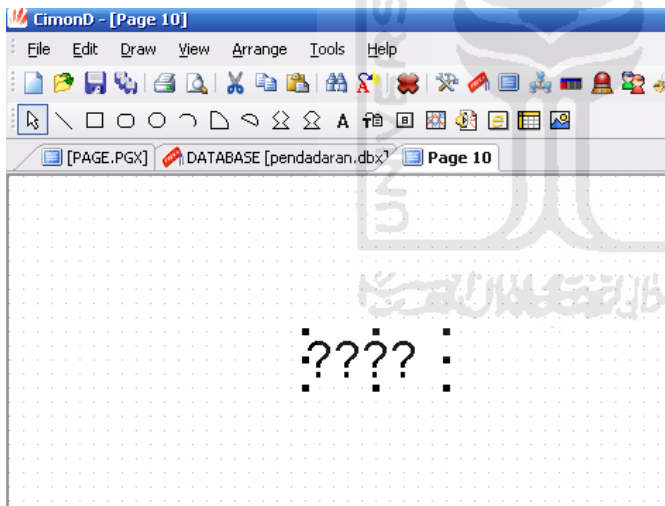 CimonD - [Page 10]
File Edit Draw View Arrange Tools Help
[PAGE.PGX] DATABASE [pendadaran.dbx] Page 10
????